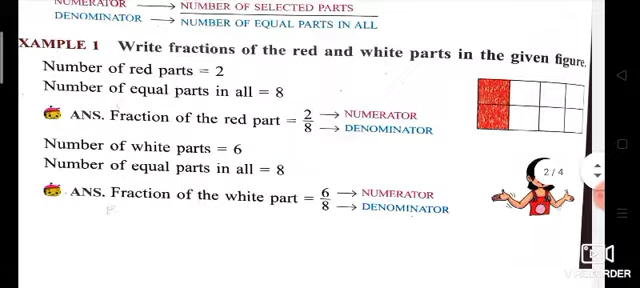 NUMERATOR → NUMBER OF SELECTED PARTS
DENOMINATOR → NUMBER OF EQUAL PARTS IN ALL
XAMPLE 1 Write fractions of the red and white parts in the given figure.
Number of red parts = 2
Number of equal parts in all = 8
ANS. Fraction of the red part = 2/8 → NUMERATOR → DENOMINATOR
Number of white parts = 6
Number of equal parts in all = 8
ANS. Fraction of the white part = 6/8 → NUMERATOR → DENOMINATOR
2/4
V RECORDER